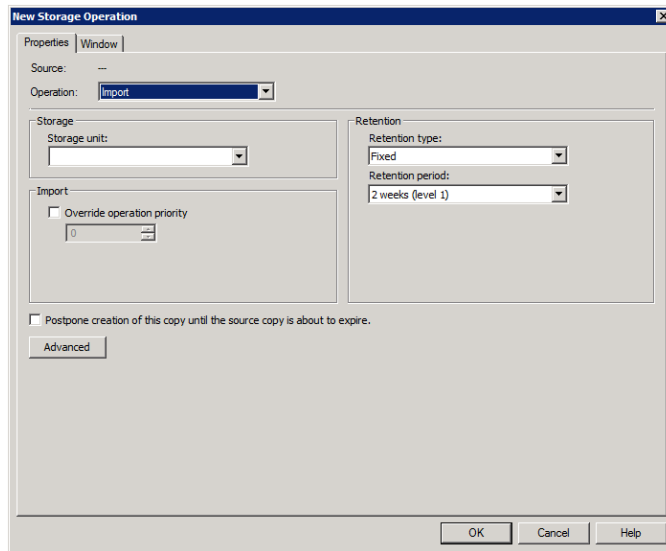 New Storage Operation
Properties
Window
Source: ---
Operation: Import
Storage
Storage unit:
Retention
Retention type:
Fixed
Retention period:
2 weeks (level 1)
Import
Override operation priority
0
Postpone creation of this copy until the source copy is about to expire.
Advanced
OK
Cancel
Help